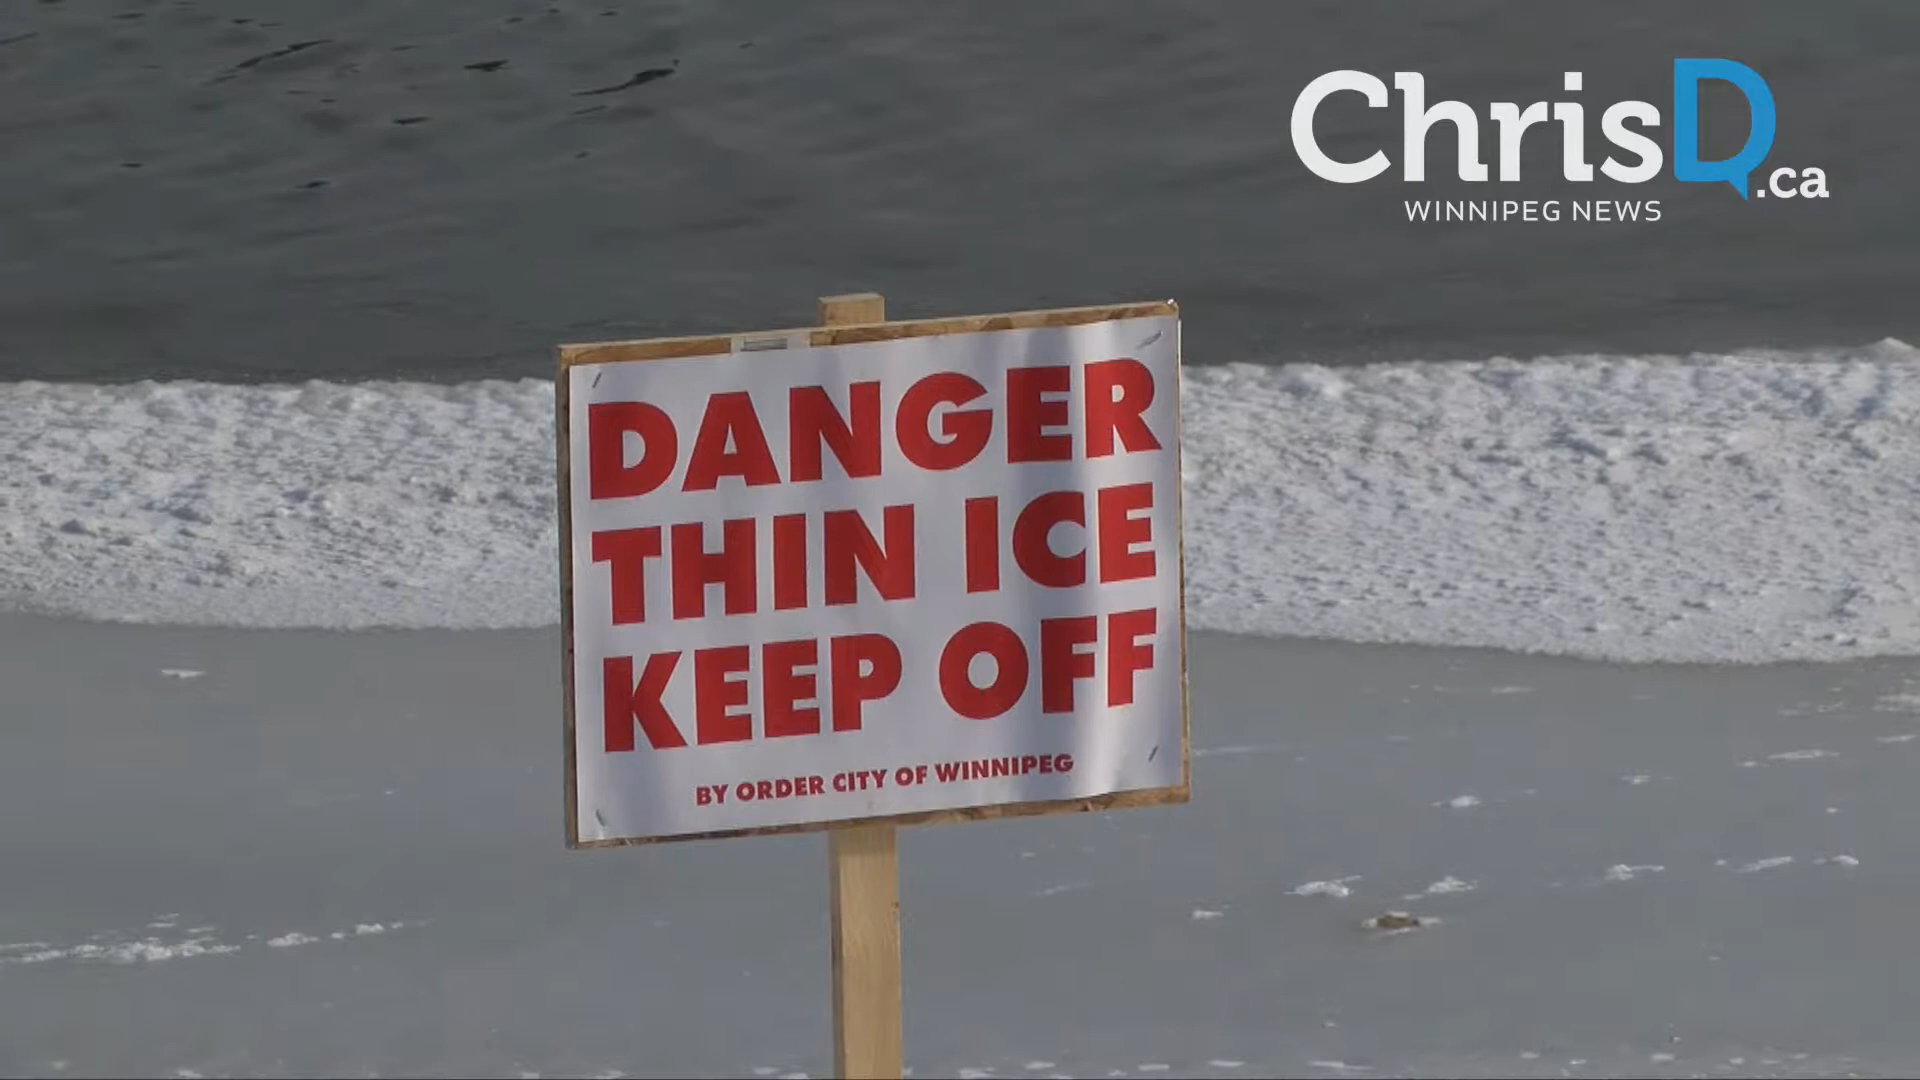 ChrisD.ca
WINNIPEG NEWS
DANGER
THIN ICE
KEEP OFF
BY ORDER CITY OF WINNIPEG